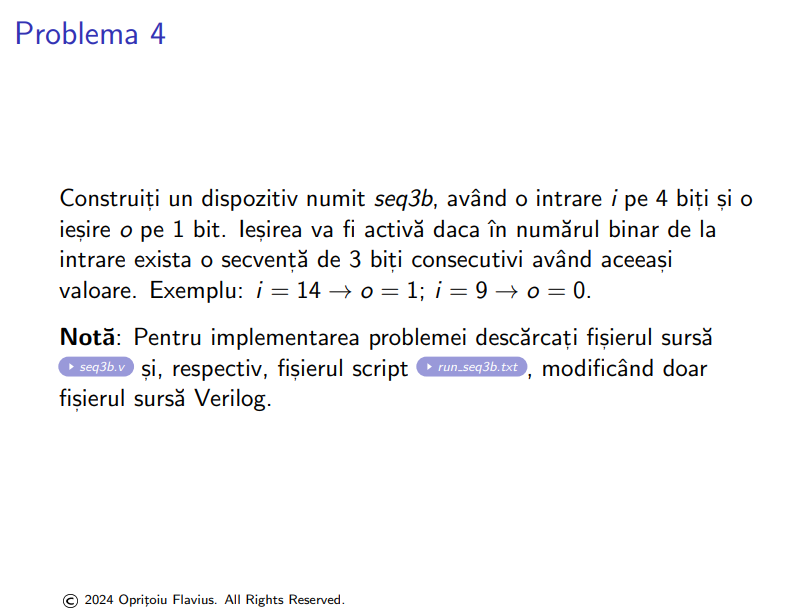 Problema 4
Construiți un dispozitiv numit seq3b, având o intrare i pe 4 biți și o
ieșire o pe 1 bit. Ieșirea va fi activă daca în numărul binar de la
intrare exista o secvență de 3 biți consecutivi având aceeași
valoare. Exemplu: i = 14 → o = 1; i = 9 → o = 0.
Notă: Pentru implementarea problemei descărcați fișierul sursă
seq3b.v și, respectiv, fișierul script run_seq3b.txt, modificând doar
fișierul sursă Verilog.
© 2024 Oprițoiu Flavius. All Rights Reserved.